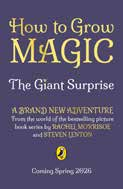 How to Grow
MAGIC
The Giant Surprise
A BRAND NEW ADVENTURE
From the world of the bestselling picture
book series by RACHEL MORRISROE
and STEVEN LENTON
Coming Spring 2026